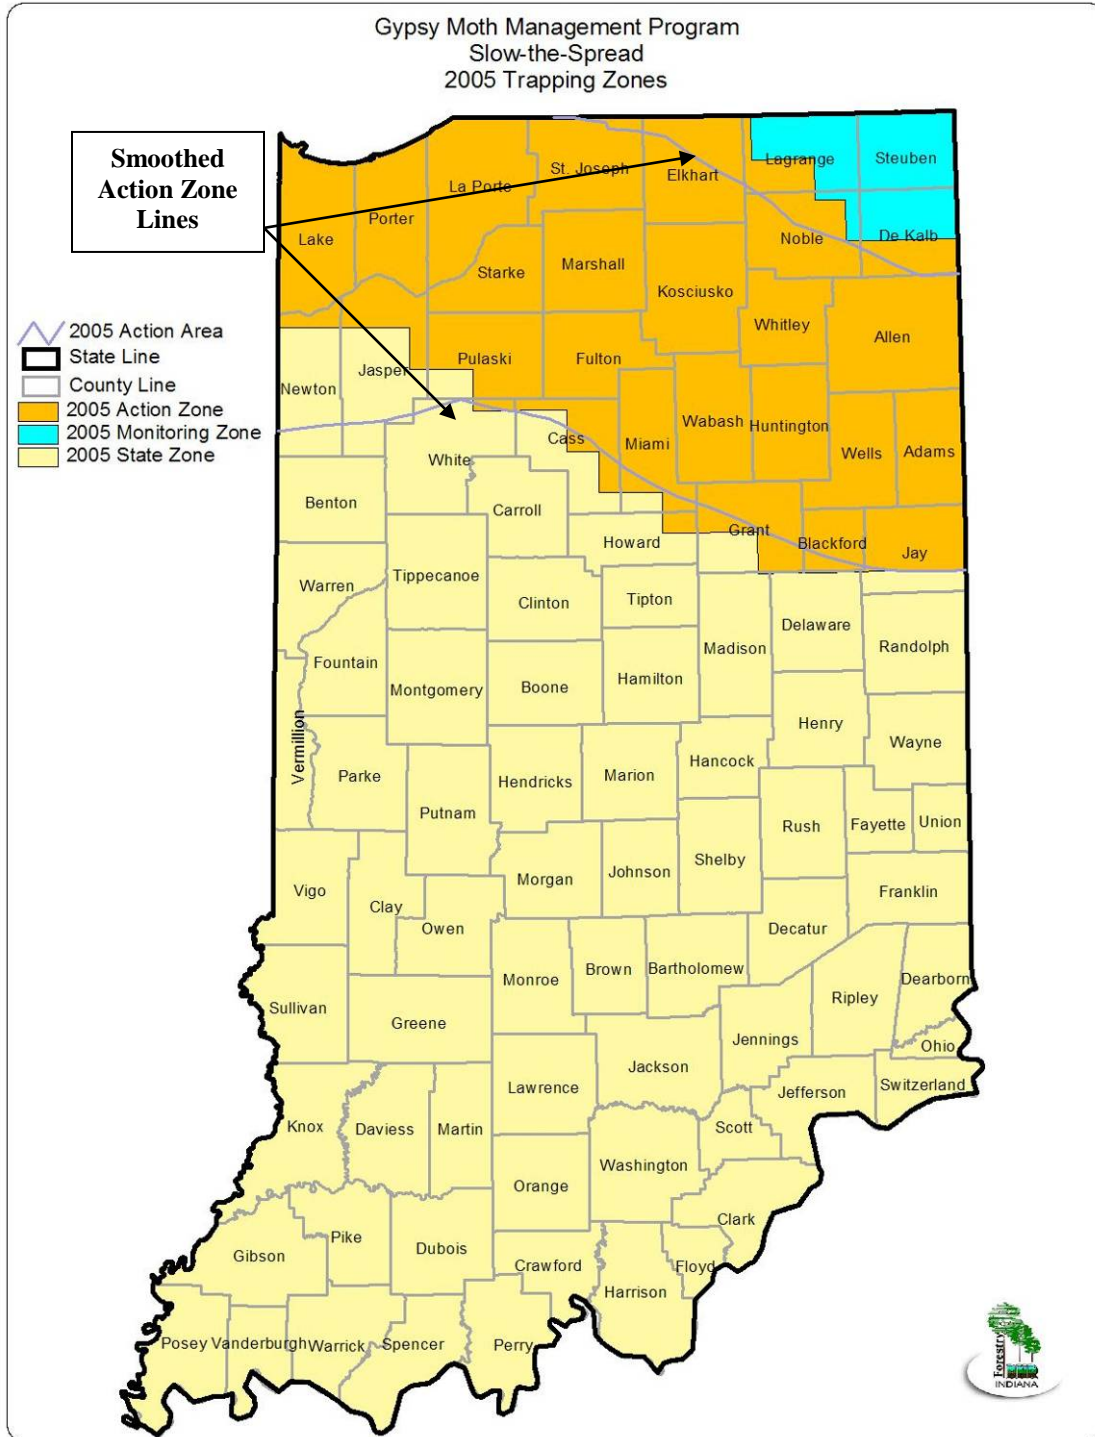 Gypsy Moth Management Program
Slow-the-Spread
2005 Trapping Zones
Smoothed
Action Zone
Lines
2005 Action Area
State Line
County Line
2005 Action Zone
2005 Monitoring Zone
2005 State Zone
Lake
Porter
La Porte
St. Joseph
Elkhart
Lagrange
Steuben
Noble
De Kalb
Starke
Marshall
Kosciusko
Whitley
Allen
Newton
Jasper
Pulaski
Fulton
Cass
Miami
Wabash
Huntington
Wells
Adams
White
Benton
Carroll
Howard
Grant
Blackford
Jay
Warren
Tippecanoe
Clinton
Tipton
Madison
Delaware
Randolph
Fountain
Montgomery
Boone
Hamilton
Henry
Wayne
Vermillion
Parke
Putnam
Hendricks
Marion
Hancock
Rush
Fayette
Union
Vigo
Clay
Owen
Morgan
Johnson
Shelby
Franklin
Decatur
Sullivan
Greene
Monroe
Brown
Bartholomew
Ripley
Dearborn
Jennings
Ohio
Lawrence
Jackson
Jefferson
Switzerland
Knox
Daviess
Martin
Scott
Washington
Orange
Clark
Gibson
Pike
Dubois
Crawford
Floyd
Harrison
Posey
Vanderburgh
Warrick
Spencer
Perry
Forestry
INDIANA